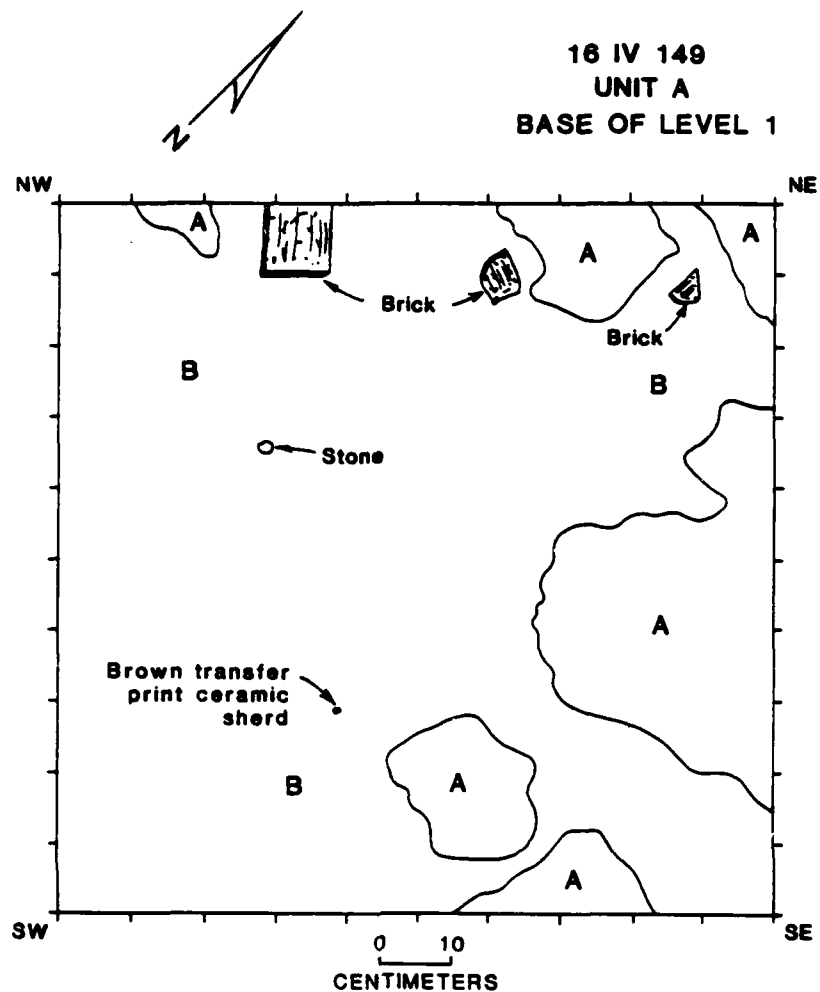 16 IV 149
UNIT A
BASE OF LEVEL 1
N
NW
NE
A
A
A
Brick
Brick
B
B
Stone
A
Brown transfer
print ceramic
sherd
B
A
A
SW
SE
0 10
CENTIMETERS